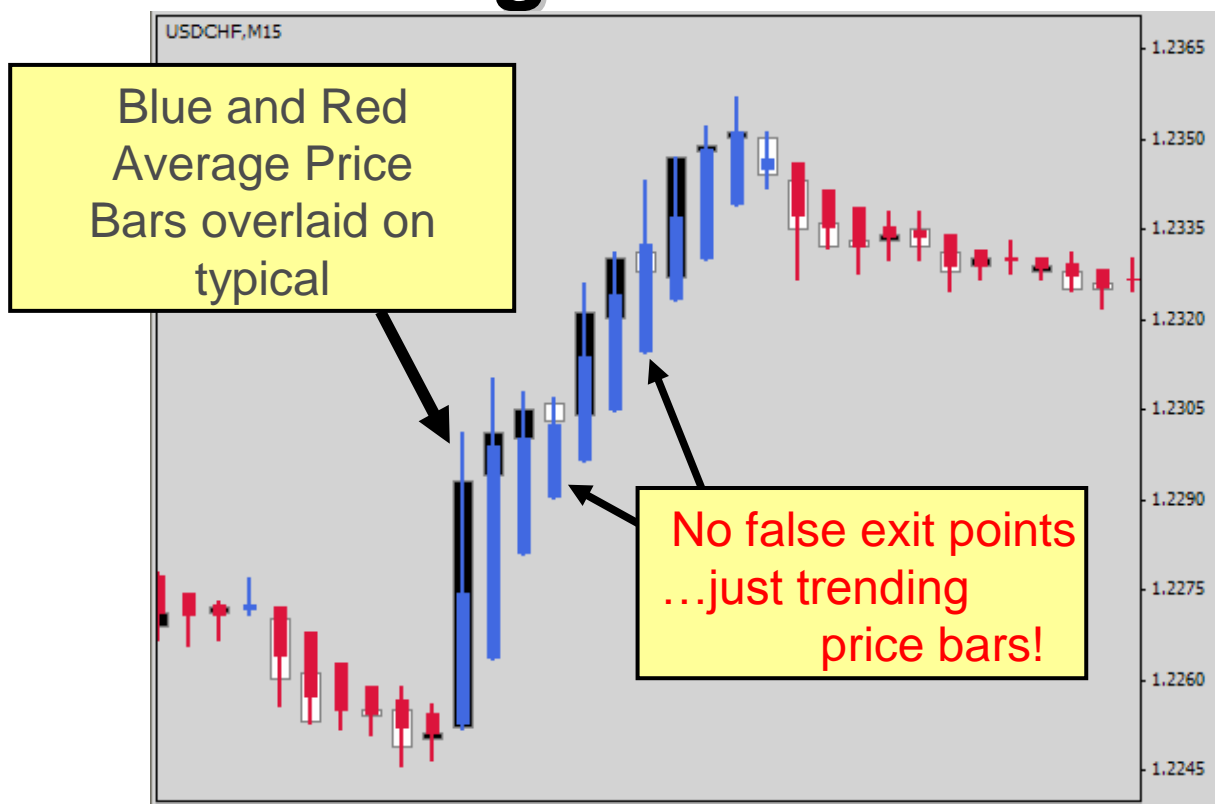 g
USDCHF,M15
Blue and Red
Average Price
Bars overlaid on
typical
No false exit points
…just trending
price bars!
1.2365
1.2350
1.2335
1.2320
1.2305
1.2290
1.2275
1.2260
1.2245